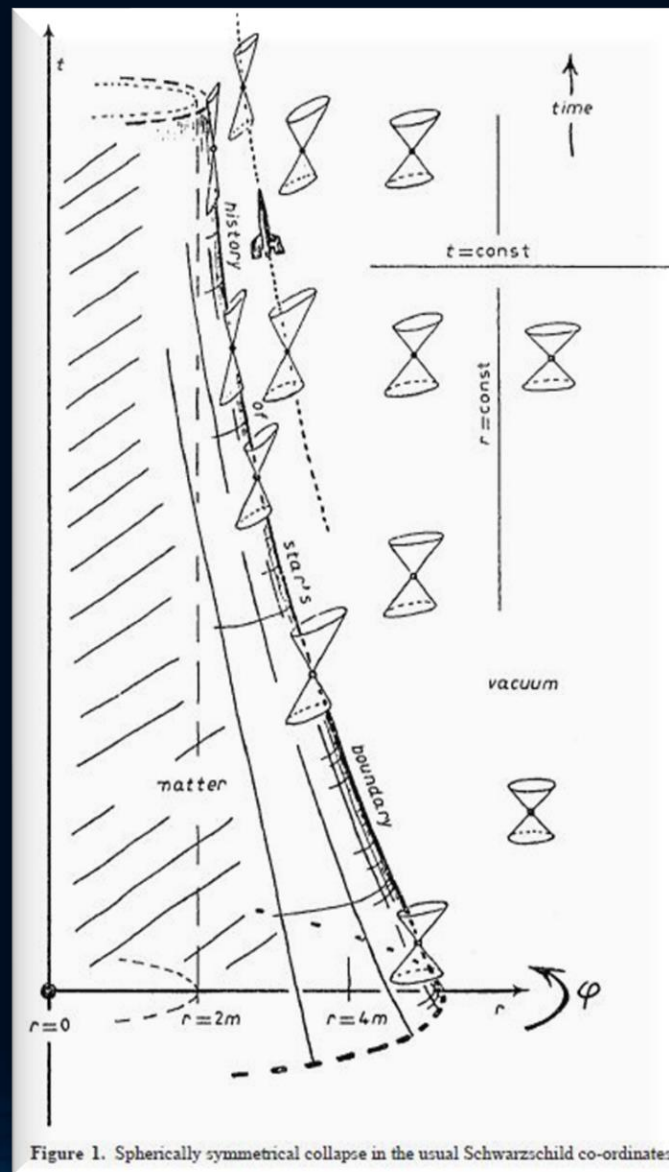 t
time
history
t=const
r=const
of
star's
vacuum
boundary
matter
r=0
r=2m
r=4m
r
φ
Figure 1. Spherically symmetrical collapse in the usual Schwarzschild co-ordinates